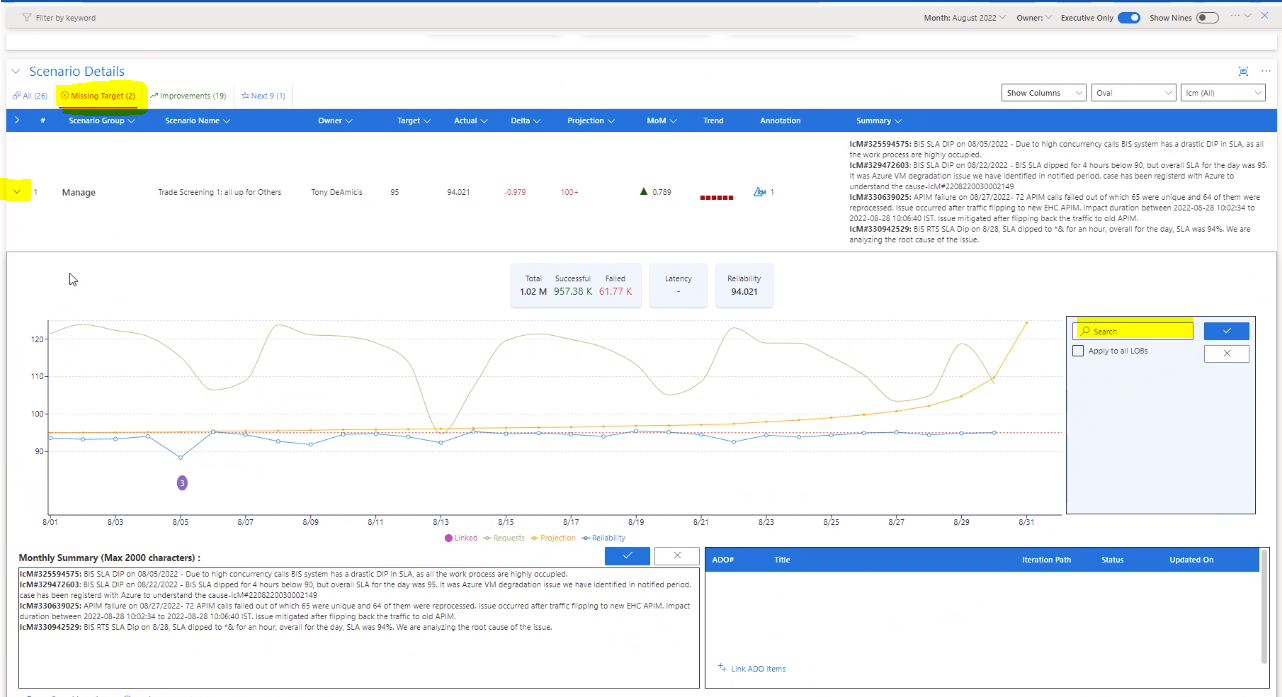 Filter by keyword
Month: August 2022
Owner:
Executive Only
Show Nines
Scenario Details
All (26)
Missing Target (2)
Improvements (19)
Next 9 (1)
Show Columns
Oval
Icm (All)
#
Scenario Group
Scenario Name
Owner
Target
Actual
Delta
Projection
MoM
Trend
Annotation
Summary
1
Manage
Trade Screening 1: all up for Others
Tony DeAmicis
95
94.021
-0.979
100+
0.789
1
IcM#325594575: BIS SLA DIP on 08/05/2022 - Due to high concurrency calls BIS system has a drastic DIP in SLA, as all
the work process are highly occupied.
IcM#329472603: BIS SLA DIP on 08/22/2022 - BIS SLA dipped for 4 hours below 90, but overall SLA for the day was 95.
It was Azure VM degradation issue we have identified in notified period. case has been registerd with Azure to
understand the cause-IcM#2208220030002149
IcM#330639025: APIM failure on 08/27/2022- 72 APIM calls failed out of which 65 were unique and 64 of them were
reprocessed. Issue occurred after traffic flipping to new EHC APIM. Impact duration between 2022-08-28 10:02:34 to
2022-08-28 10:06:40 IST. Issue mitigated after flipping back the traffic to old APIM.
IcM#330942529: BIS RTS SLA Dip on 8/28, SLA dipped to *& for an hour, overall for the day, SLA was 94%. We are
analyzing the root cause of the issue.
Total
Successful
Failed
1.02 M
957.38 K
61.77 K
Latency
-
Reliability
94.021
120
110
100
90
3
8/01
8/03
8/05
8/07
8/09
8/11
8/13
8/15
8/17
8/19
8/21
8/23
8/25
8/27
8/29
8/31
Linked
Requests
Projection
Reliability
Search
Apply to all LOBs
Monthly Summary (Max 2000 characters) :
IcM#325594575: BIS SLA DIP on 08/05/2022 - Due to high concurrency calls BIS system has a drastic DIP in SLA, as all the work process are highly occupied.
IcM#329472603: BIS SLA DIP on 08/22/2022 - BIS SLA dipped for 4 hours below 90, but overall SLA for the day was 95. It was Azure VM degradation issue we have identified in notified period.
case has been registerd with Azure to understand the cause-IcM#2208220030002149
IcM#330639025: APIM failure on 08/27/2022- 72 APIM calls failed out of which 65 were unique and 64 of them were reprocessed. Issue occurred after traffic flipping to new EHC APIM. Impact
duration between 2022-08-28 10:02:34 to 2022-08-28 10:06:40 IST. Issue mitigated after flipping back the traffic to old APIM.
IcM#330942529: BIS RTS SLA Dip on 8/28, SLA dipped to *& for an hour, overall for the day, SLA was 94%. We are analyzing the root cause of the issue.
ADO#
Title
Iteration Path
Status
Updated On
Link ADO Items